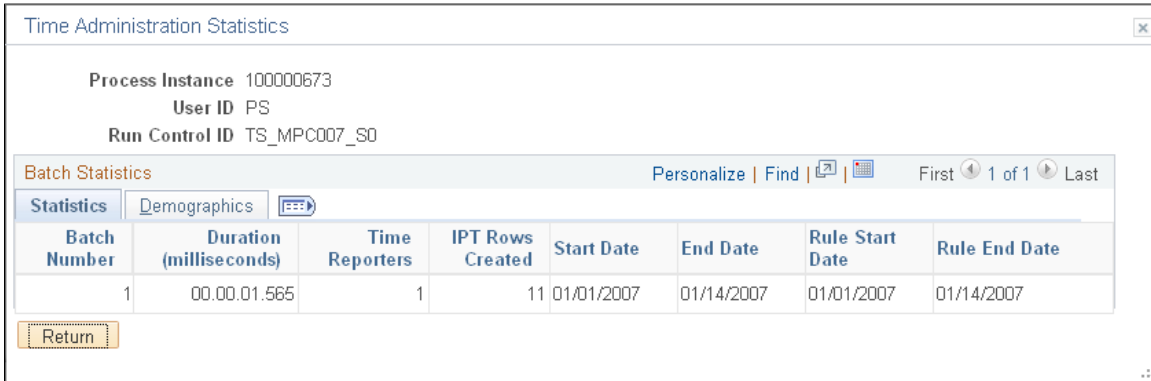 Time Administration Statistics
Process Instance 100000673
User ID PS
Run Control ID TS_MPC007_S0
Batch Statistics Personalize | Find | | First 1 of 1 Last
Statistics Demographics
Batch Number Duration (milliseconds) Time Reporters IPT Rows Created Start Date End Date Rule Start Date Rule End Date
1 00.00.01.565 1 11 01/01/2007 01/14/2007 01/01/2007 01/14/2007
Return